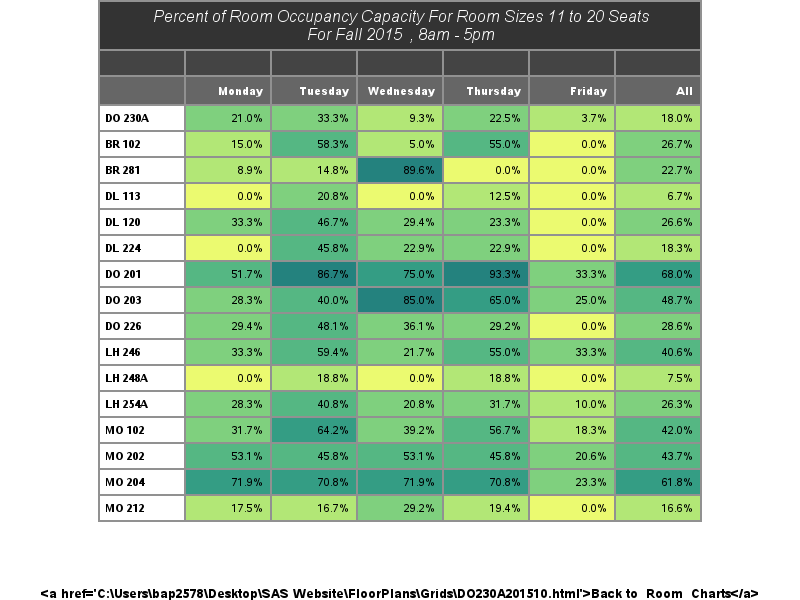 Percent of Room Occupancy Capacity For Room Sizes 11 to 20 Seats
For Fall 2015 , 8am - 5pm
Monday Tuesday Wednesday Thursday Friday All
DO 230A 21.0% 33.3% 9.3% 22.5% 3.7% 18.0%
BR 102 15.0% 58.3% 5.0% 55.0% 0.0% 26.7%
BR 281 8.9% 14.8% 89.6% 0.0% 0.0% 22.7%
DL 113 0.0% 20.8% 0.0% 12.5% 0.0% 6.7%
DL 120 33.3% 46.7% 29.4% 23.3% 0.0% 26.6%
DL 224 0.0% 45.8% 22.9% 22.9% 0.0% 18.3%
DO 201 51.7% 86.7% 75.0% 93.3% 33.3% 68.0%
DO 203 28.3% 40.0% 85.0% 65.0% 25.0% 48.7%
DO 226 29.4% 48.1% 36.1% 29.2% 0.0% 28.6%
LH 246 33.3% 59.4% 21.7% 55.0% 33.3% 40.6%
LH 248A 0.0% 18.8% 0.0% 18.8% 0.0% 7.5%
LH 254A 28.3% 40.8% 20.8% 31.7% 10.0% 26.3%
MO 102 31.7% 64.2% 39.2% 56.7% 18.3% 42.0%
MO 202 53.1% 45.8% 53.1% 45.8% 20.6% 43.7%
MO 204 71.9% 70.8% 71.9% 70.8% 23.3% 61.8%
MO 212 17.5% 16.7% 29.2% 19.4% 0.0% 16.6%
<a href='C:\Users\bap2578\Desktop\SAS Website\FloorPlans\Grids\DO230A201510.html'>Back to Room Charts</a>